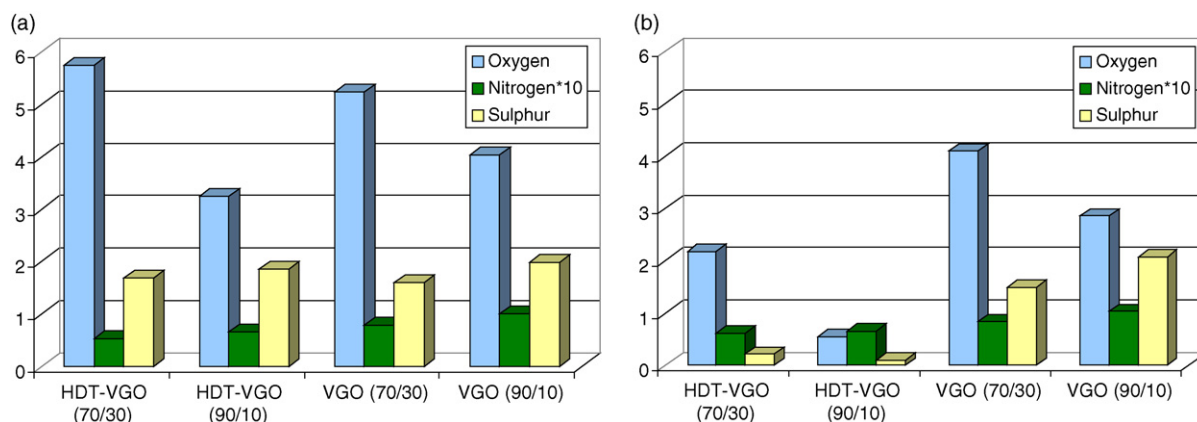 (a)
6
5
4
3
2
1
0
Oxygen
Nitrogen*10
Sulphur
HDT-VGO
(70/30)
HDT-VGO
(90/10)
VGO (70/30)
VGO (90/10)
(b)
6
5
4
3
2
1
0
Oxygen
Nitrogen*10
Sulphur
HDT-VGO
(70/30)
HDT-VGO
(90/10)
VGO (70/30)
VGO (90/10)